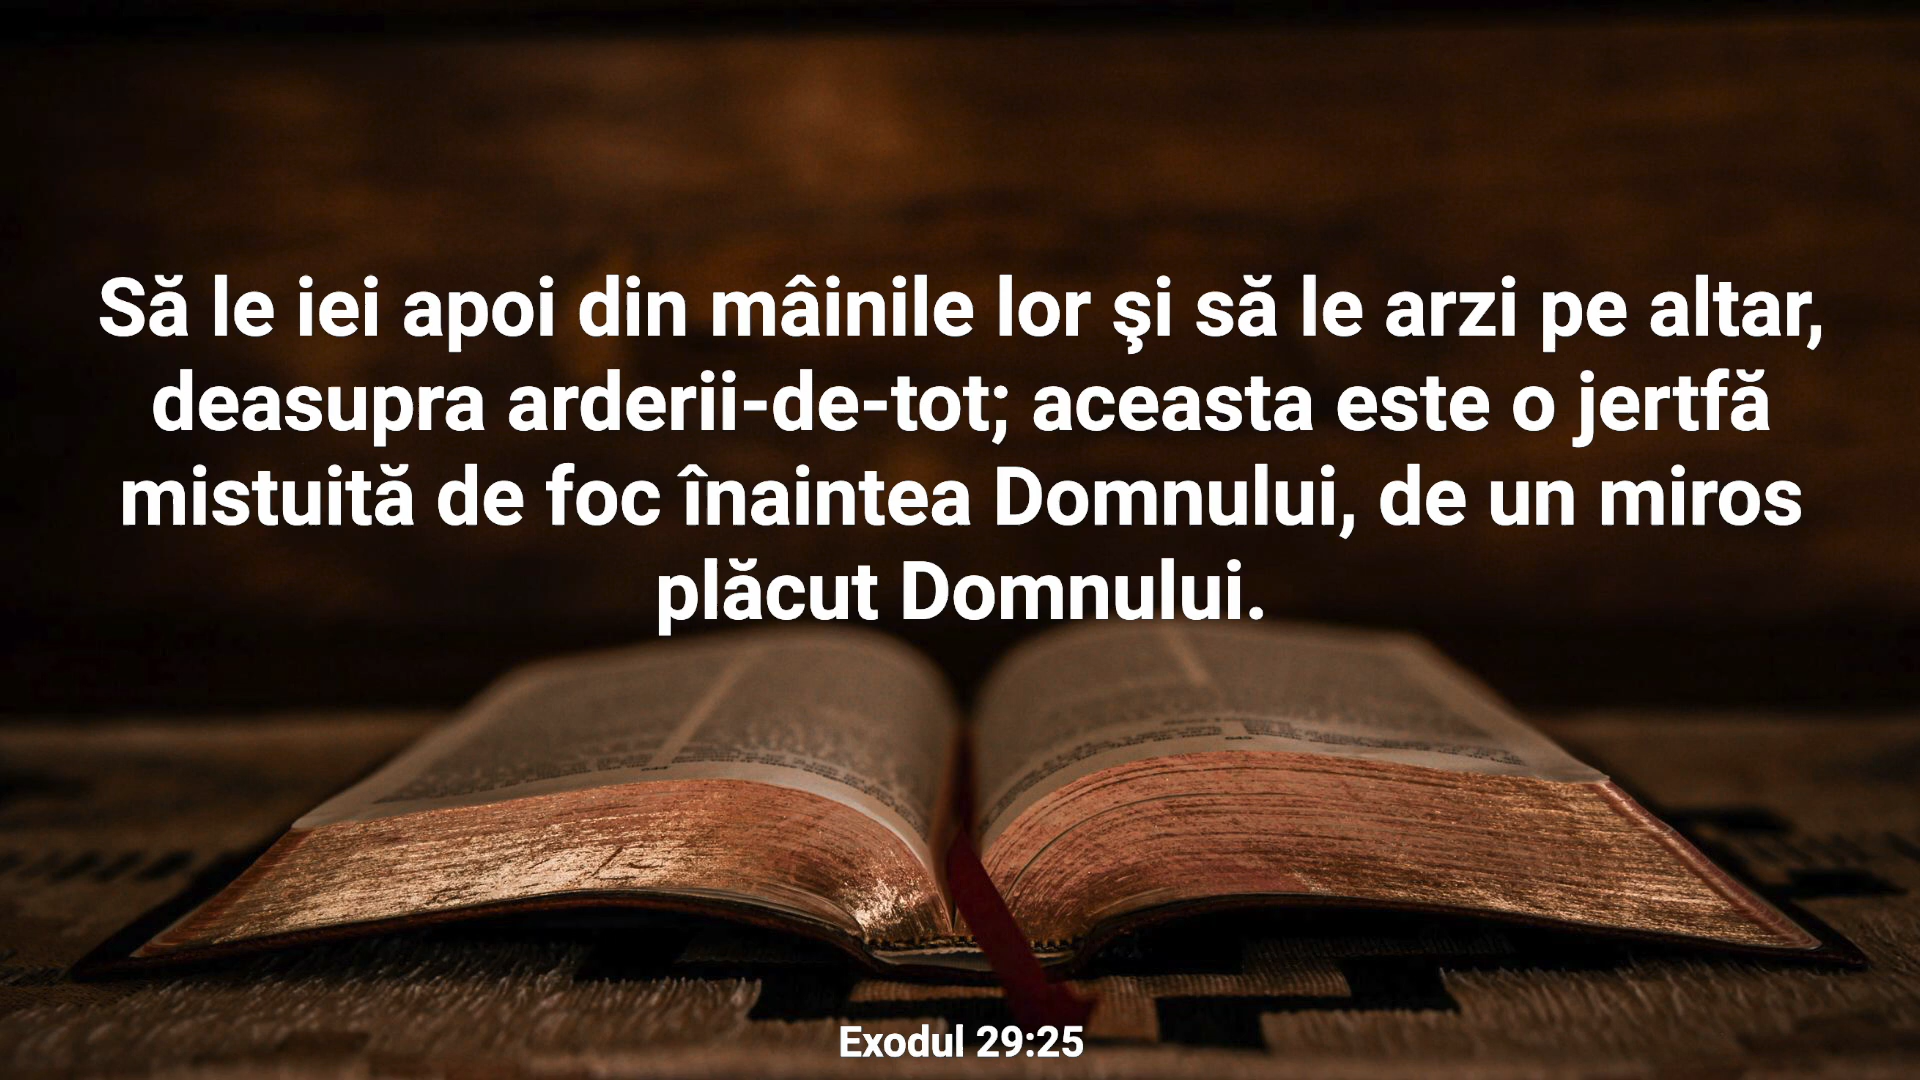 Să le iei apoi din mâinile lor şi să le arzi pe altar,
deasupra arderii-de-tot; aceasta este o jertfă
mistuită de foc înaintea Domnului, de un miros
plăcut Domnului.
Exodul 29:25